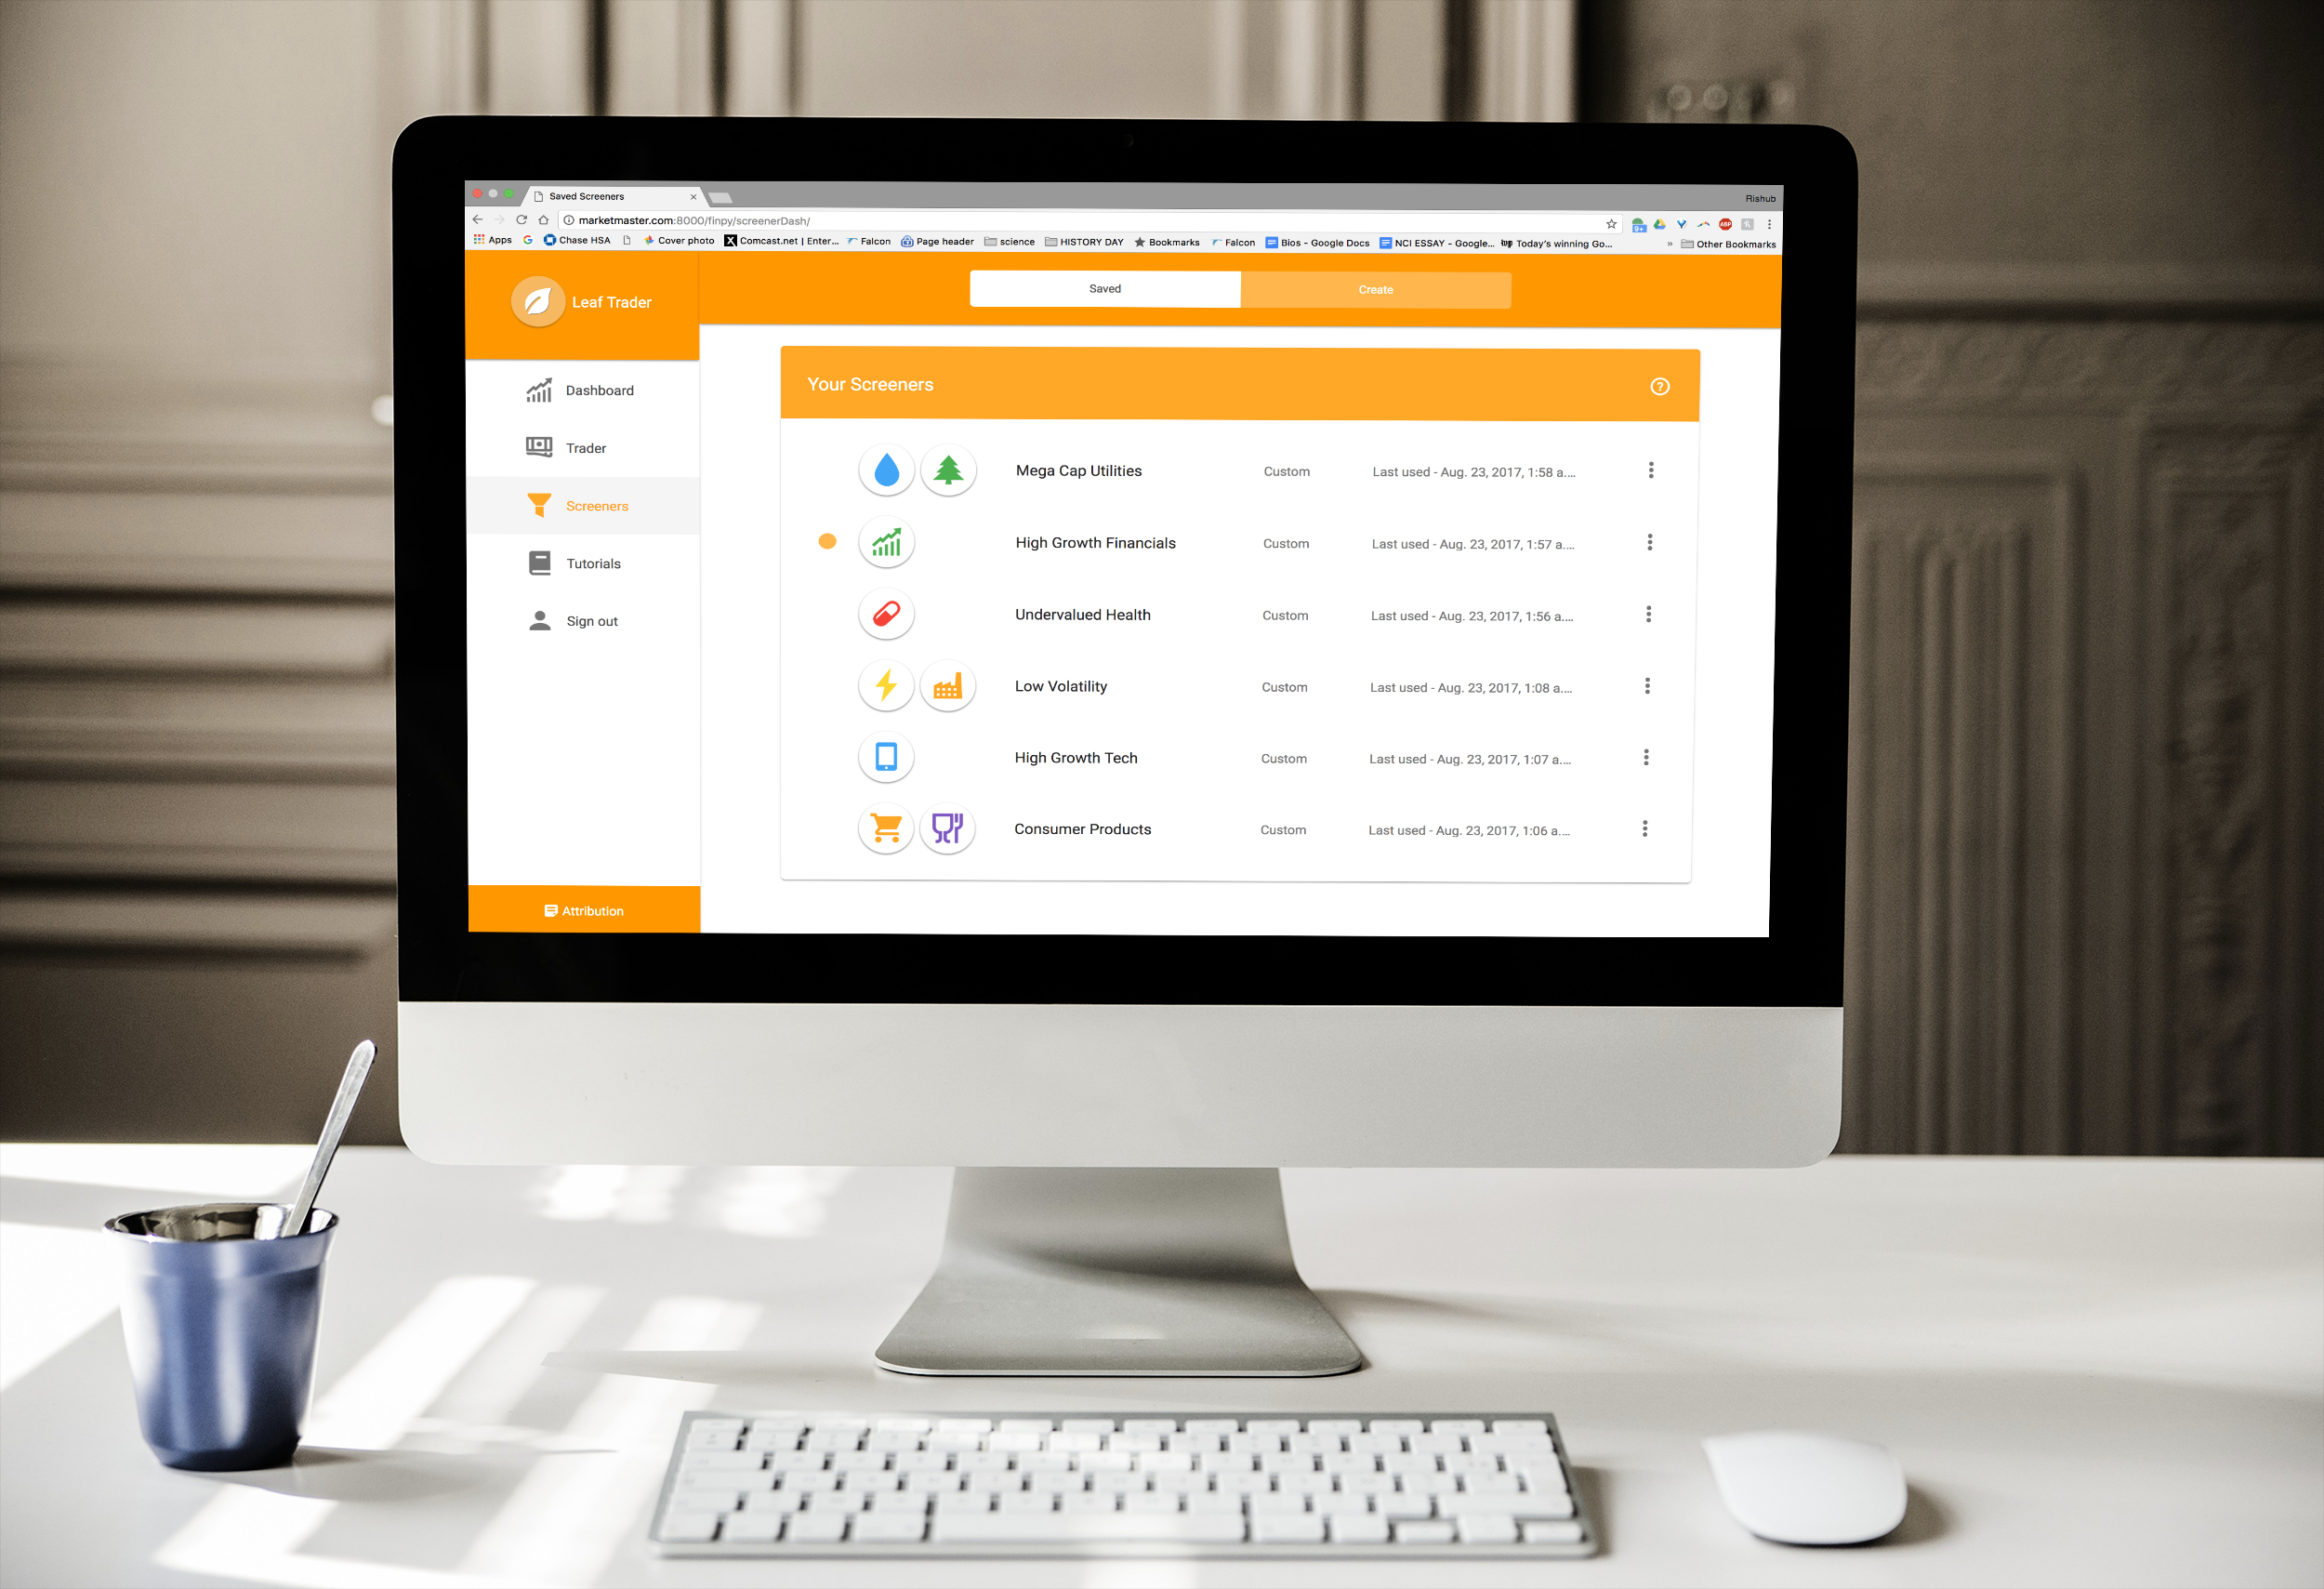 Saved Screeners
Rishub
marketmaster.com:8000/finpy/screenerDash/
9+
ABP
Apps
Chase HSA
Cover photo
Comcast.net | Enter...
Falcon
Page header
science
HISTORY DAY
Bookmarks
Falcon
Bios - Google Docs
NCI ESSAY - Google...
Today's winning Go...
» Other Bookmarks
Leaf Trader
Saved
Create
Dashboard
Trader
Screeners
Tutorials
Sign out
Attribution
Your Screeners
?
Mega Cap Utilities Custom Last used - Aug. 23, 2017, 1:58 a....
High Growth Financials Custom Last used - Aug. 23, 2017, 1:57 a....
Undervalued Health Custom Last used - Aug. 23, 2017, 1:56 a....
Low Volatility Custom Last used - Aug. 23, 2017, 1:08 a....
High Growth Tech Custom Last used - Aug. 23, 2017, 1:07 a....
Consumer Products Custom Last used - Aug. 23, 2017, 1:06 a....